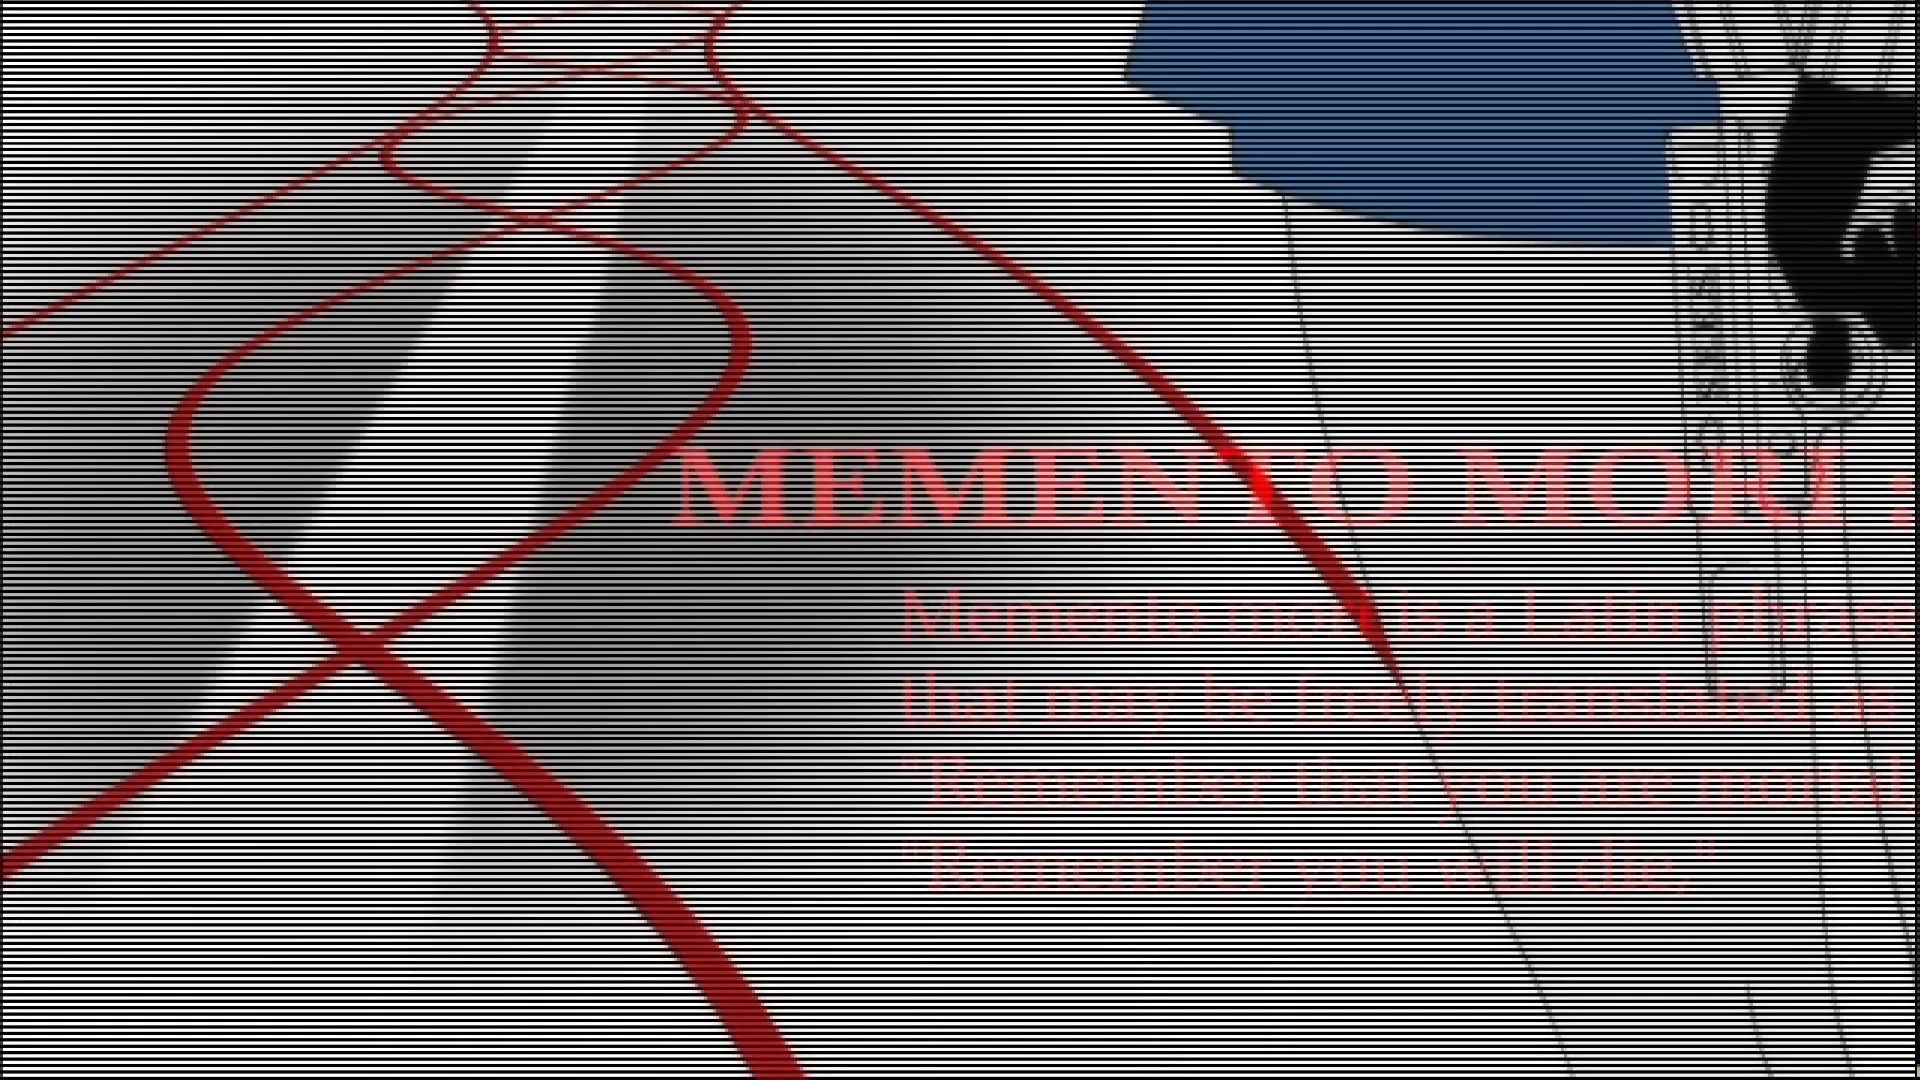 MEMENTO MORI:
Memento mori is a Latin phrase
that may be freely translated as
"Remember that you are mortal,
"Remember you will die,"